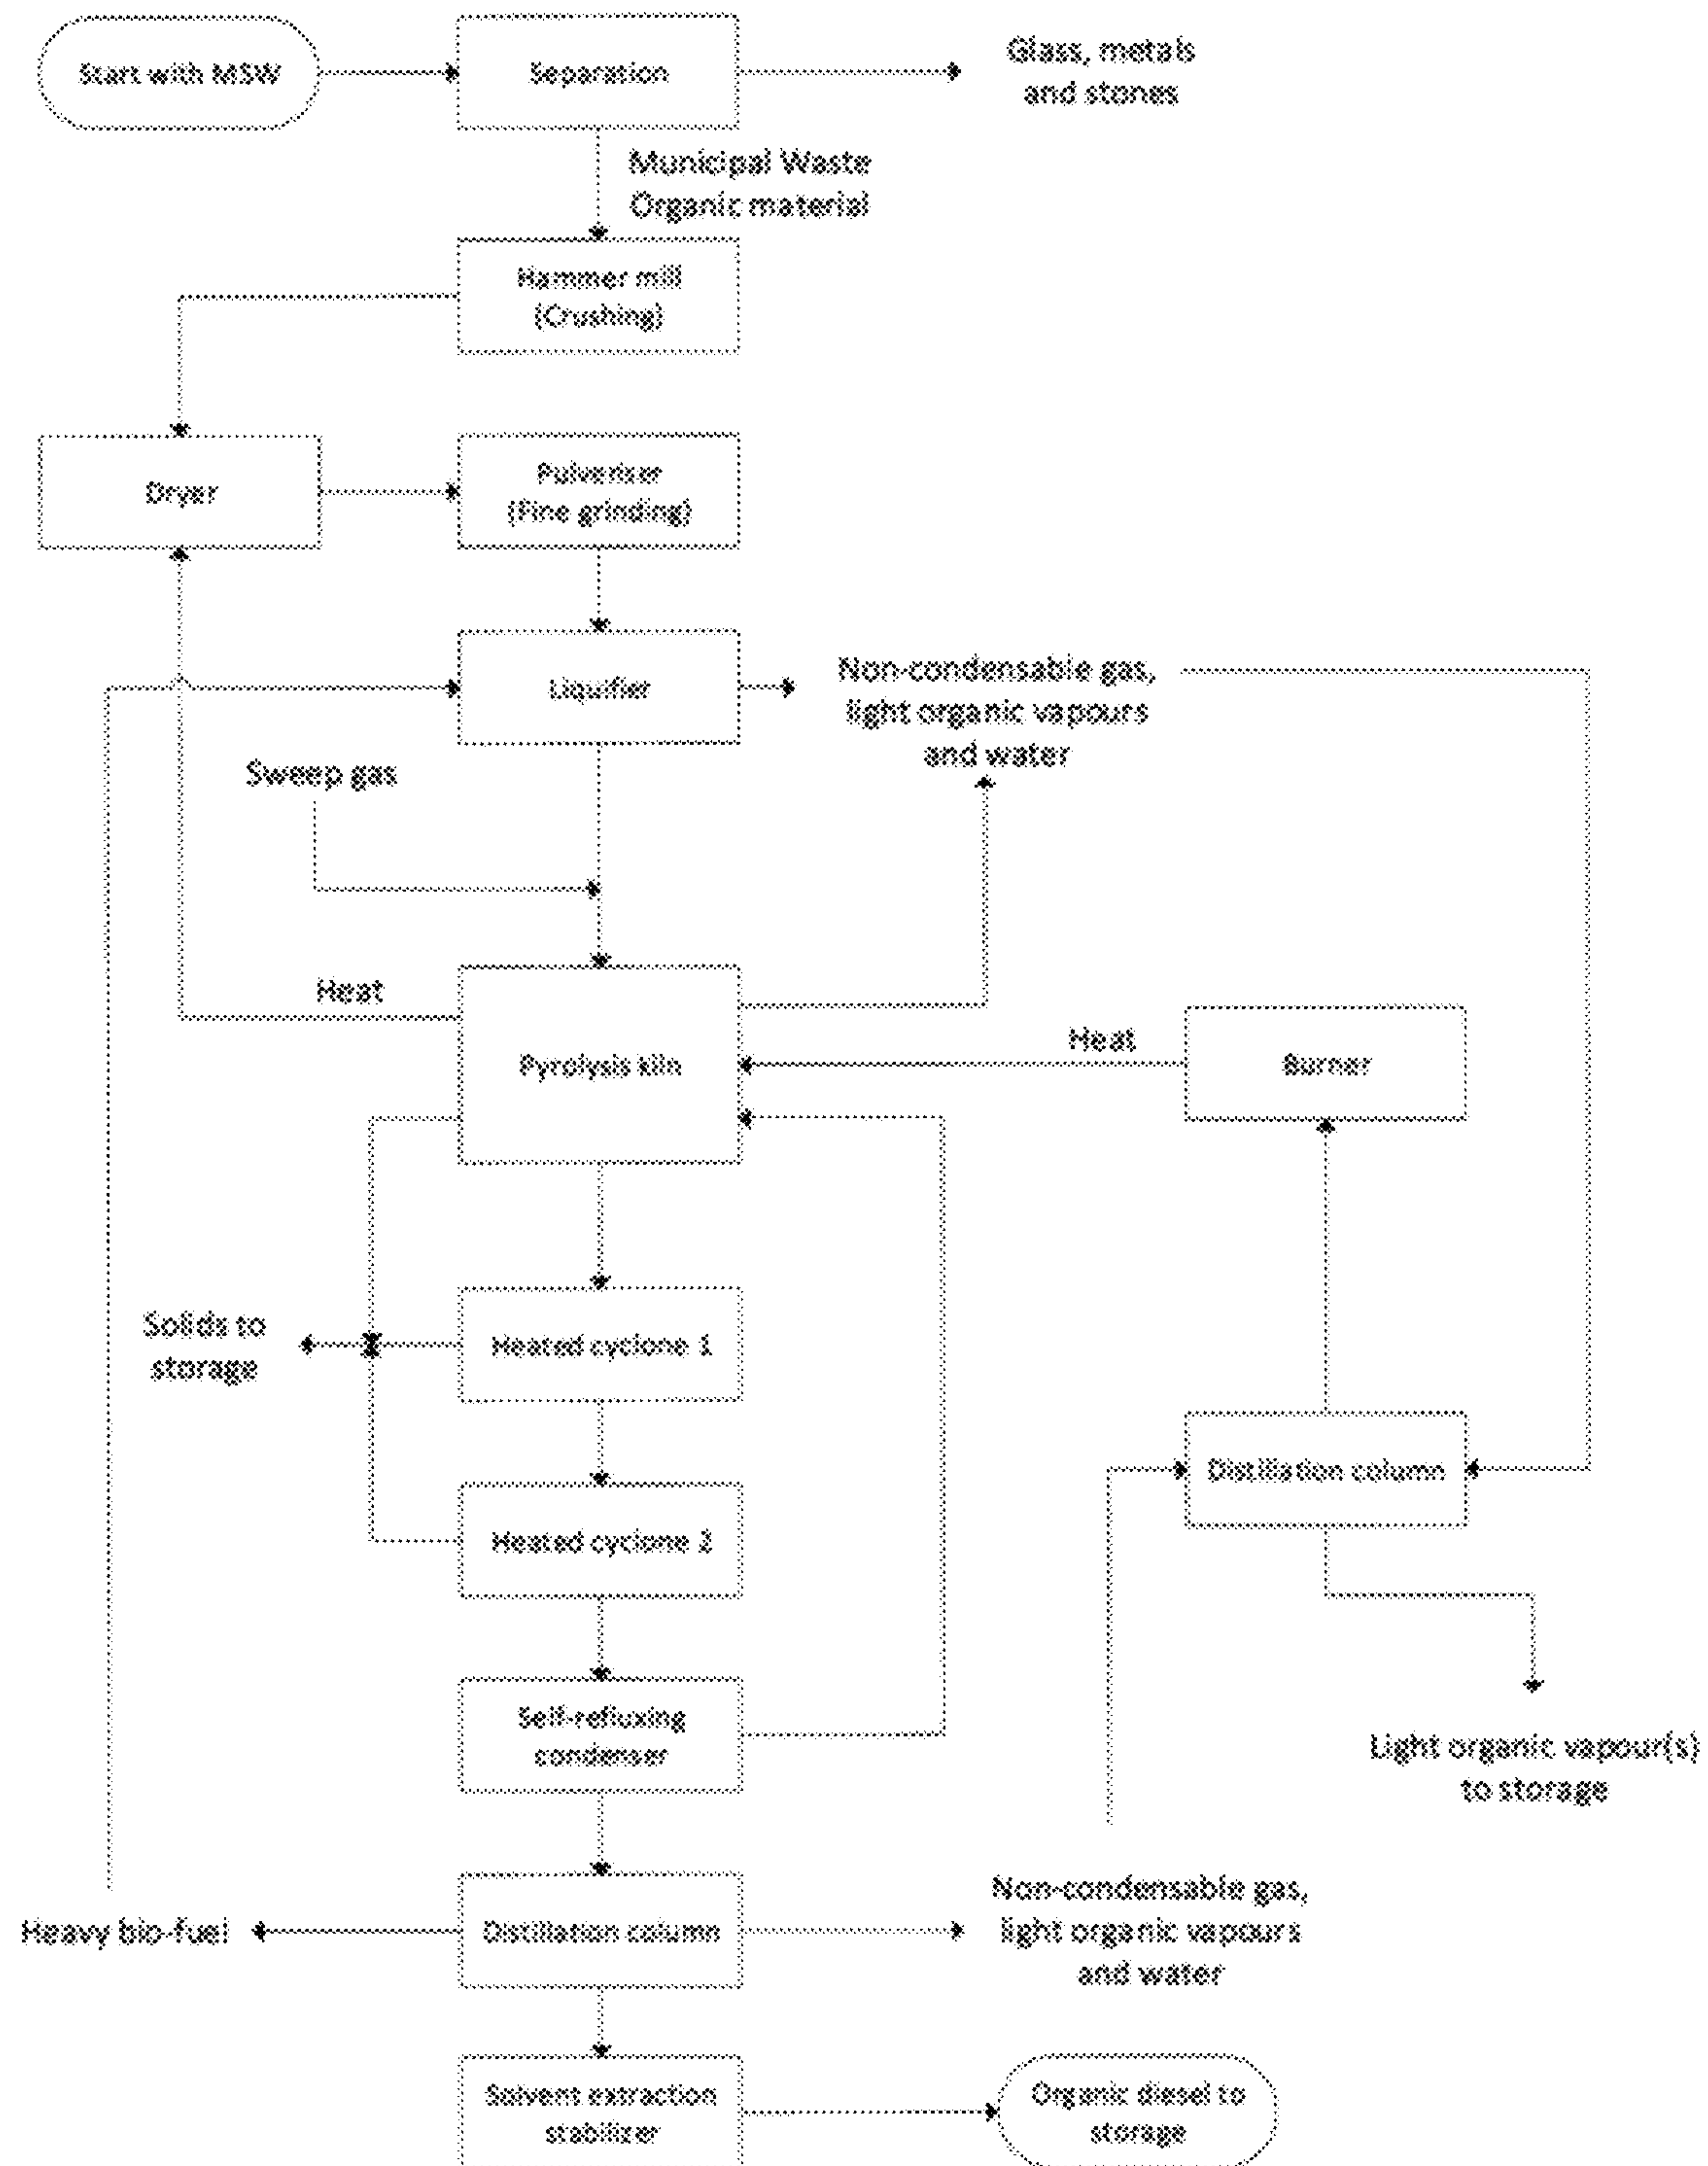 Start with MSW
Separation
Glass, metals
and stones
Municipal Waste
Organic material
Hammer mill
(Crushing)
Dryer
Pulveriser
(Fine grinding)
Liquifier
Non-condensable gas,
light organic vapours
and water
Sweep gas
Heat
Pyrolysis kiln
Heat
Burner
Solids to
storage
Heated cyclone 1
Distillation column
Heated cyclone 2
Self-refluxing
condenser
Light organic vapour(s)
to storage
Heavy bio-fuel
Distillation column
Non-condensable gas,
light organic vapours
and water
Solvent extraction
stabilizer
Organic diesel to
storage